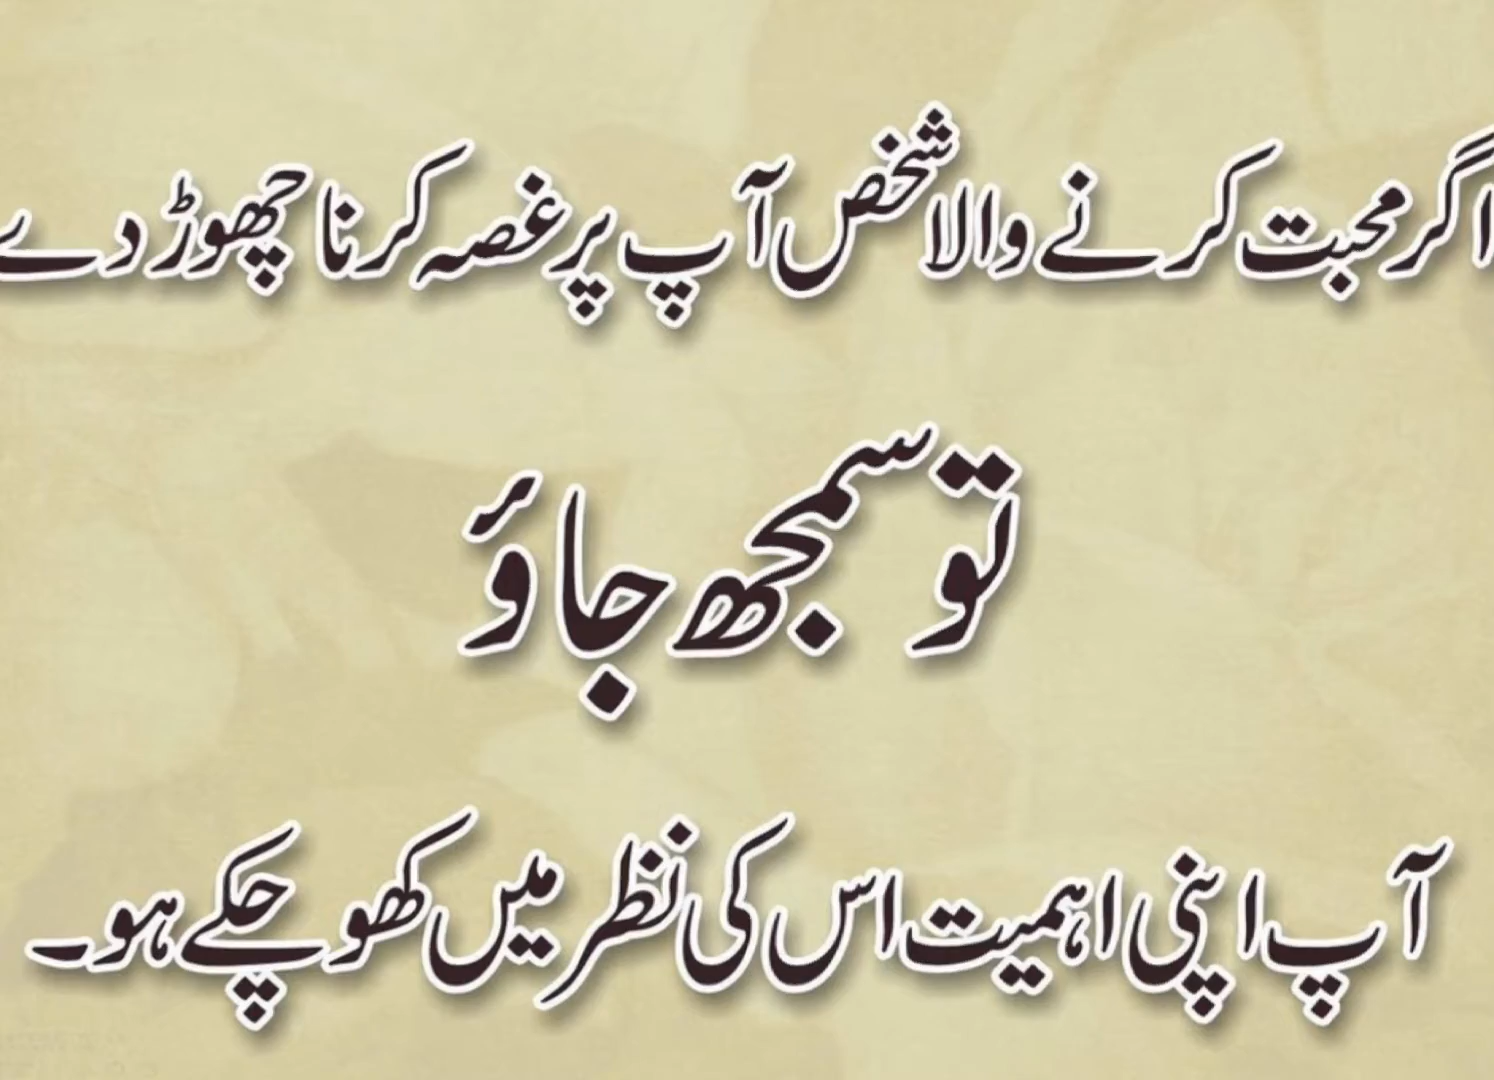 اگر محبت کرنے والا شخص آپ پر غصہ کرنا چھوڑ دے
تو سمجھ جاؤ
آپ اپنی اہمیت اس کی نظر میں کھو چکے ہو۔